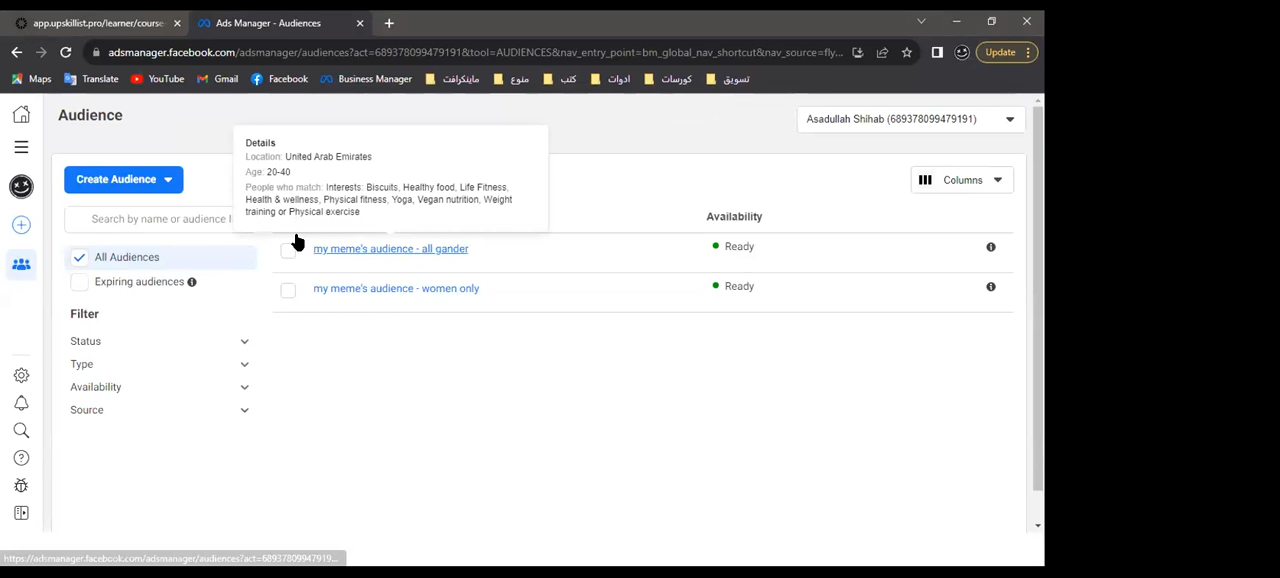 app.upskillist.pro/learner/course
Ads Manager - Audiences
adsmanager.facebook.com/adsmanager/audiences?act=689378099479191&tool=AUDIENCES&nav_entry_point=bm_global_nav_shortcut&nav_source=fly...
Update
Maps
Translate
YouTube
Gmail
Facebook
Business Manager
ماينكرافت
منوع
كتب
ادوات
كورسات
تسويق
Audience
Asadullah Shihab (689378099479191)
Details
Location: United Arab Emirates
Age: 20-40
People who match: Interests: Biscuits, Healthy food, Life Fitness,
Health & wellness, Physical fitness, Yoga, Vegan nutrition, Weight
training or Physical exercise
Create Audience
Columns
Search by name or audience I
Availability
All Audiences
my meme's audience - all gander
Ready
Expiring audiences
my meme's audience - women only
Ready
Filter
Status
Type
Availability
Source
https://adsmanager.facebook.com/adsmanager/audiences?act=68937809947919...